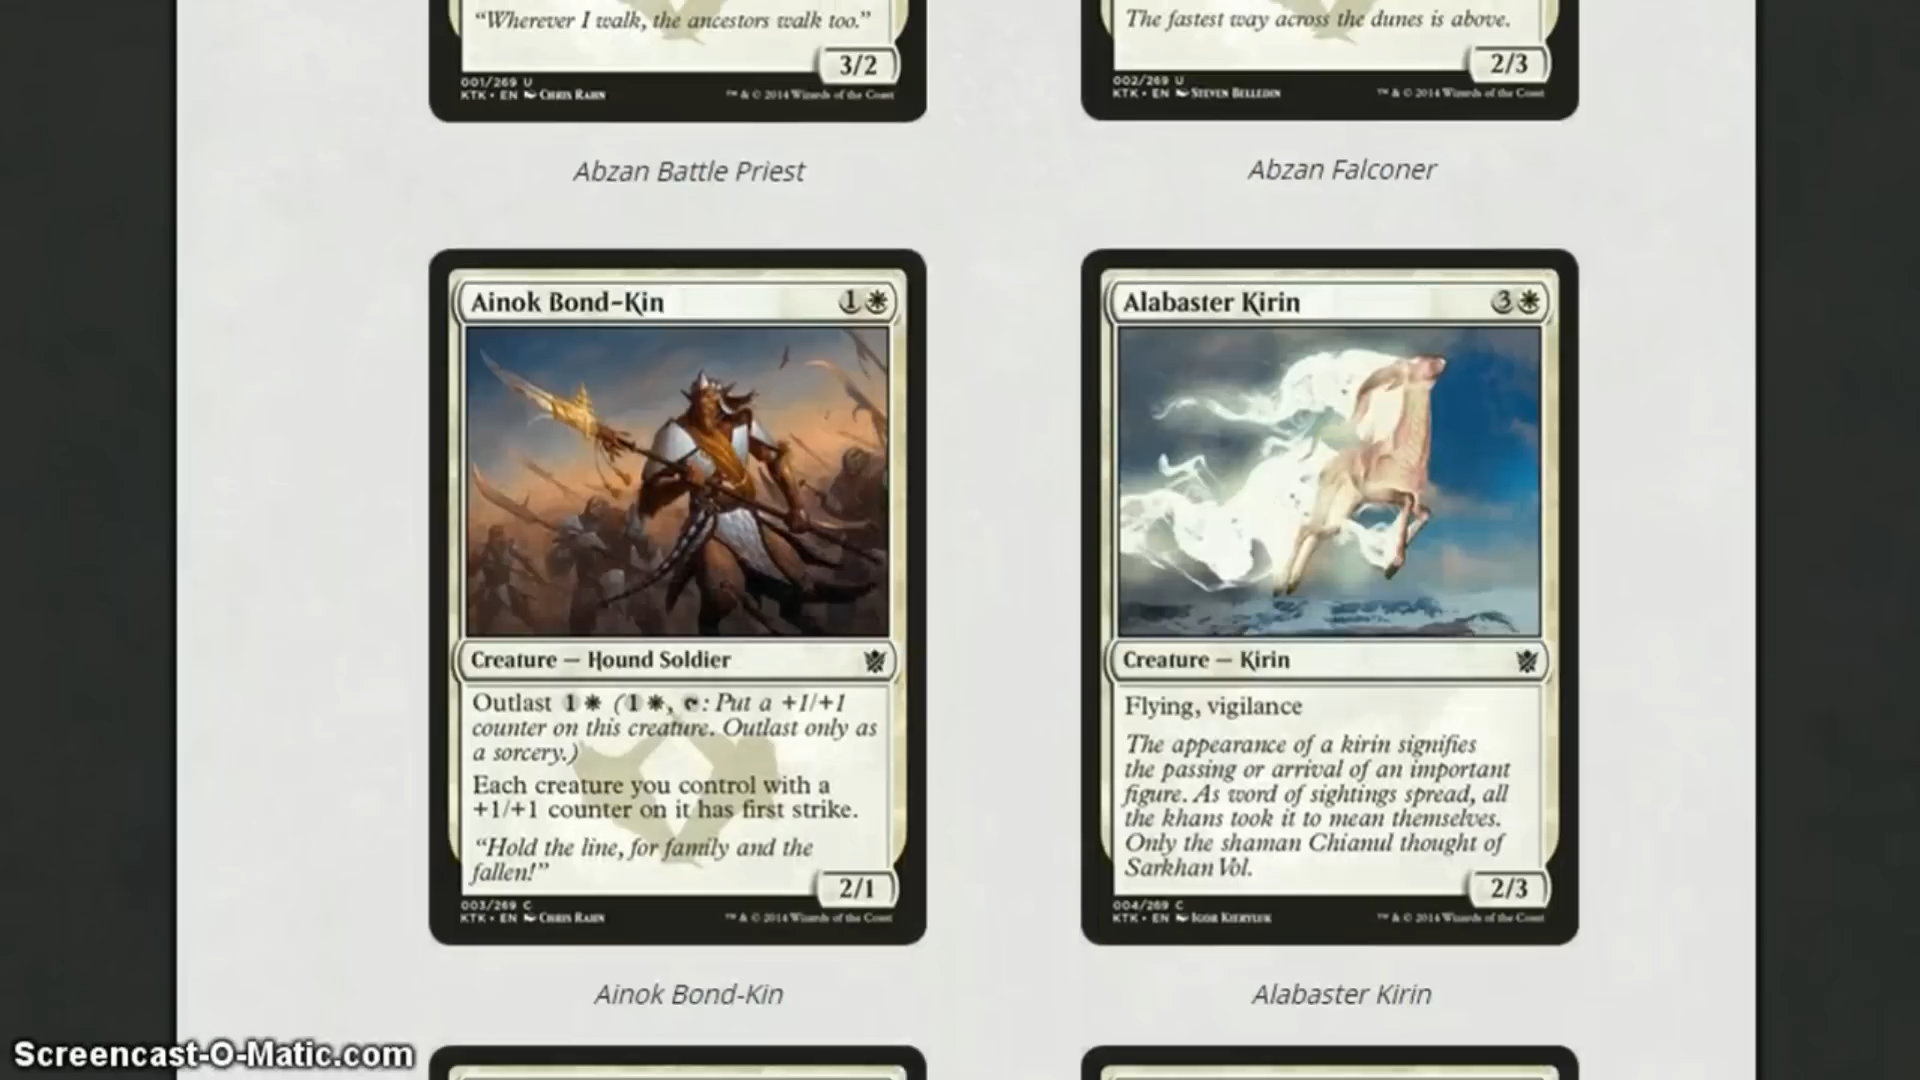 “Wherever I walk, the ancestors walk too.”
3/2
001/269 U
KTK • EN CHRIS RAHN
™ & © 2014 Wizards of the Coast
Abzan Battle Priest
The fastest way across the dunes is above.
2/3
002/269 U
KTK • EN STEVEN BELLEDIN
™ & © 2014 Wizards of the Coast
Abzan Falconer
Ainok Bond-Kin 1
Creature — Hound Soldier
Outlast 1 (1, : Put a +1/+1
counter on this creature. Outlast only as
a sorcery.)
Each creature you control with a
+1/+1 counter on it has first strike.
“Hold the line, for family and the
fallen!”
2/1
003/269 C
KTK • EN CHRIS RAHN
™ & © 2014 Wizards of the Coast
Ainok Bond-Kin
Alabaster Kirin 3
Creature — Kirin
Flying, vigilance
The appearance of a kirin signifies
the passing or arrival of an important
figure. As word of sightings spread, all
the khans took it to mean themselves.
Only the shaman Chianul thought of
Sarkhan Vol.
2/3
004/269 C
KTK • EN IGOR KIERYLUK
™ & © 2014 Wizards of the Coast
Alabaster Kirin
Screencast-O-Matic.com